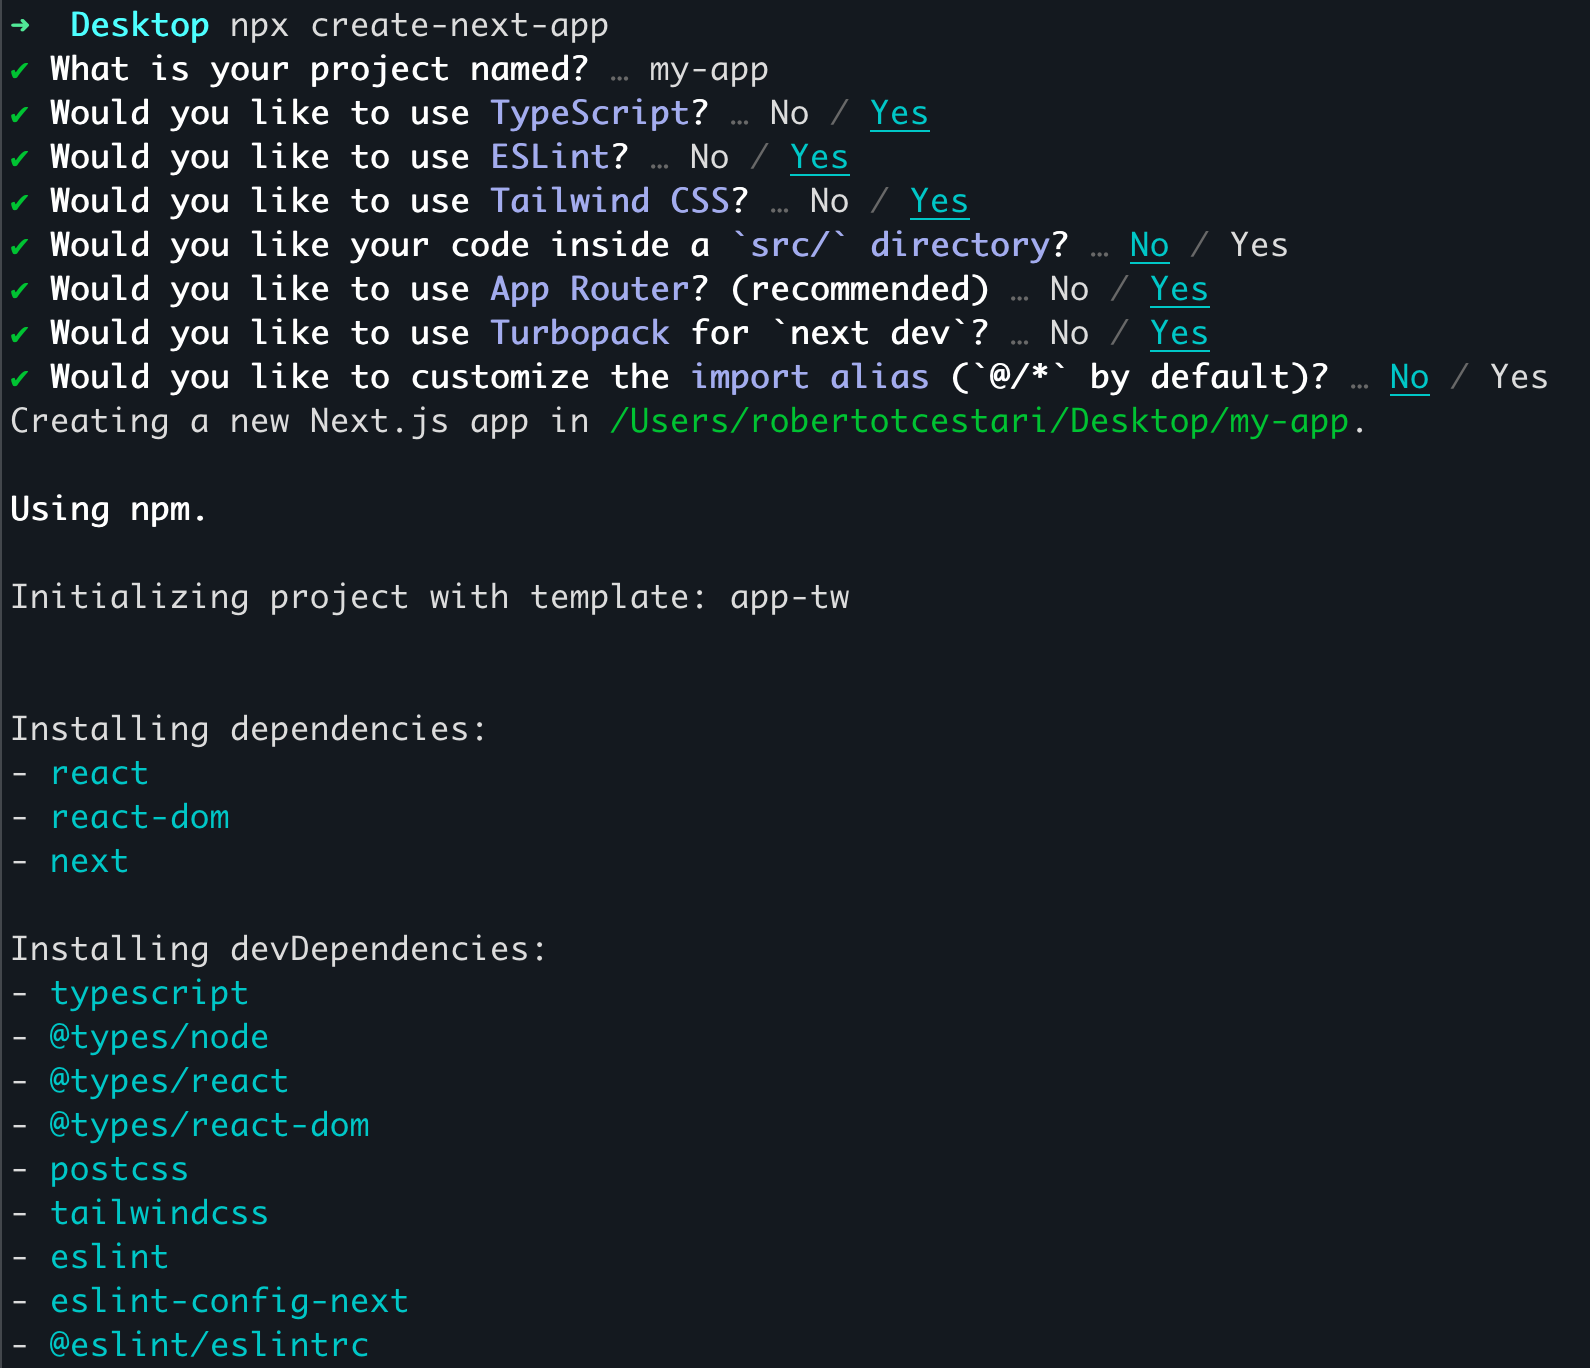 ➜  Desktop npx create-next-app
✔ What is your project named? … my-app
✔ Would you like to use TypeScript? … No / Yes
✔ Would you like to use ESLint? … No / Yes
✔ Would you like to use Tailwind CSS? … No / Yes
✔ Would you like your code inside a `src/` directory? … No / Yes
✔ Would you like to use App Router? (recommended) … No / Yes
✔ Would you like to use Turbopack for `next dev`? … No / Yes
✔ Would you like to customize the import alias (`@/*` by default)? … No / Yes
Creating a new Next.js app in /Users/robertotcestari/Desktop/my-app.
Using npm.
Initializing project with template: app-tw
Installing dependencies:
- react
- react-dom
- next
Installing devDependencies:
- typescript
- @types/node
- @types/react
- @types/react-dom
- postcss
- tailwindcss
- eslint
- eslint-config-next
- @eslint/eslintrc